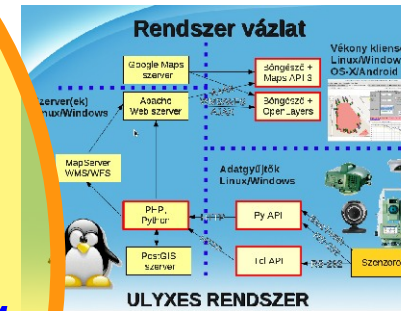 Rendszer vázlat
Google Maps
szerver
Böngésző +
Maps API 3
Vékony kliens
Linux/Window
OS-X/Android
szerver(ek)
nux/Windows
Apache
Web szerver
Böngésző +
OpenLayers
MapServer
WMS/WFS
Adatgyűjtők
Linux/Windows
PHP,
Python
Py API
PostGIS
szerver
Tcl API
Szenzoro
ULYXES RENDSZER